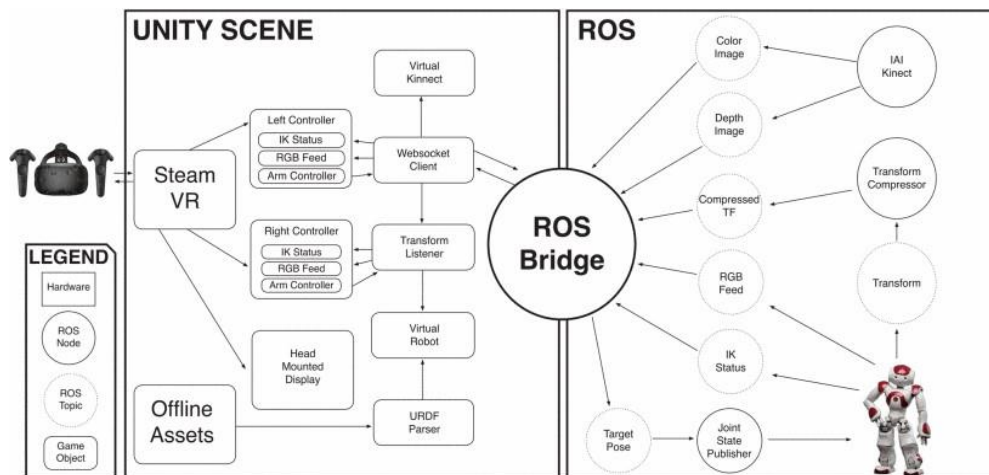 UNITY SCENE
ROS
Virtual
Kinnect
Left Controller
IK Status
RGB Feed
Arm Controller
Websocket
Client
Steam
VR
Right Controller
IK Status
RGB Feed
Arm Controller
Transform
Listener
Virtual
Robot
Head
Mounted
Display
Offline
Assets
URDF
Parser
ROS
Bridge
Color
Image
IAI
Kinect
Depth
Image
Compressed
TF
Transform
Compressor
RGB
Feed
Transform
IK
Status
Target
Pose
Joint
State
Publisher
LEGEND
Hardware
ROS
Node
ROS
Topic
Game
Object